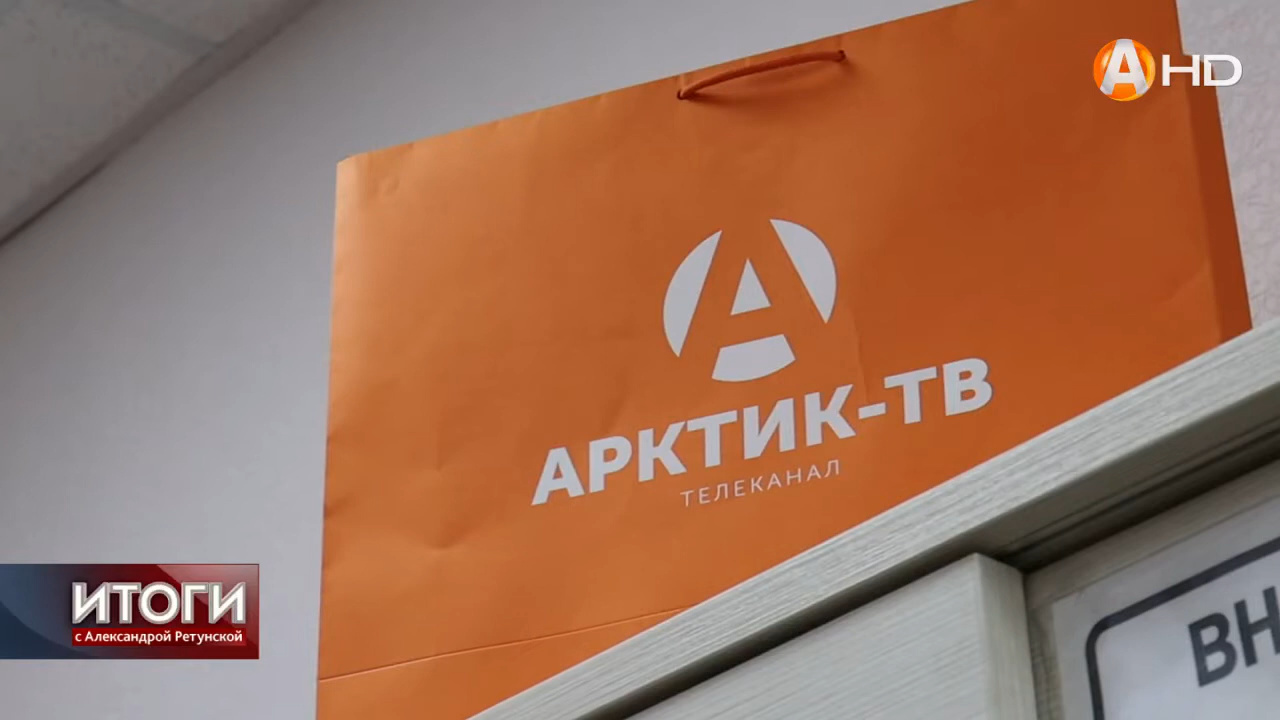 А HD
АРКТИК-ТВ
ТЕЛЕКАНАЛ
ИТОГИ
с Александрой Ретунской
ВН